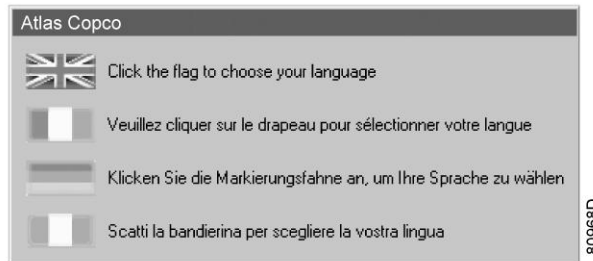 Atlas Copco
Click the flag to choose your language
Veuillez cliquer sur le drapeau pour sélectionner votre langue
Klicken Sie die Markierungsfahne an, um Ihre Sprache zu wählen
Scatti la bandierina per scegliere la vostra lingua
80968D